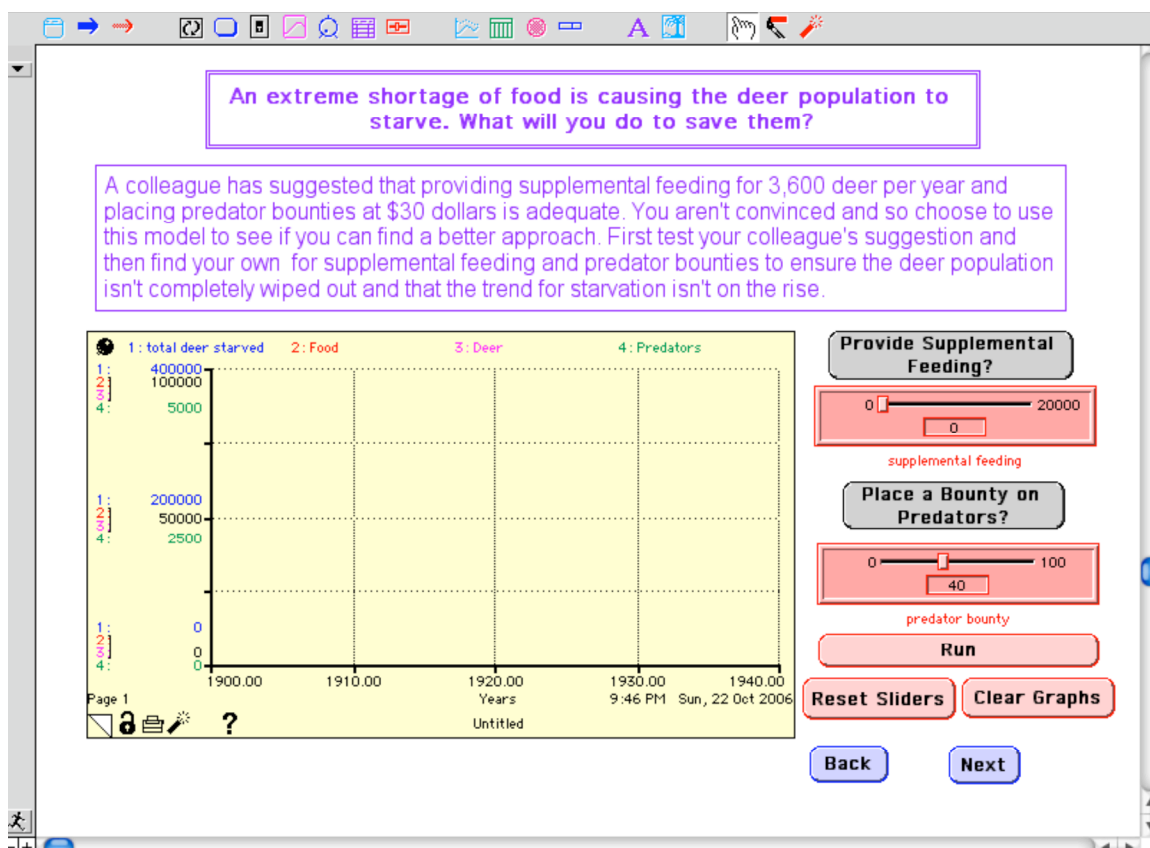 A
An extreme shortage of food is causing the deer population to
starve. What will you do to save them?
A colleague has suggested that providing supplemental feeding for 3,600 deer per year and
placing predator bounties at $30 dollars is adequate. You aren't convinced and so choose to use
this model to see if you can find a better approach. First test your colleague's suggestion and
then find your own for supplemental feeding and predator bounties to ensure the deer population
isn't completely wiped out and that the trend for starvation isn't on the rise.
1: total deer starved 2: Food 3: Deer 4: Predators
1: 400000
2: 100000
3:
4: 5000
1: 200000
2: 50000
3:
4: 2500
1: 0
2:
3: 0
4: 0
1900.00 1910.00 1920.00 1930.00 1940.00
Page 1 Years 9:46 PM Sun, 22 Oct 2006
? Untitled
Provide Supplemental
Feeding?
0 20000
0
supplemental feeding
Place a Bounty on
Predators?
0 100
40
predator bounty
Run
Reset Sliders Clear Graphs
Back Next